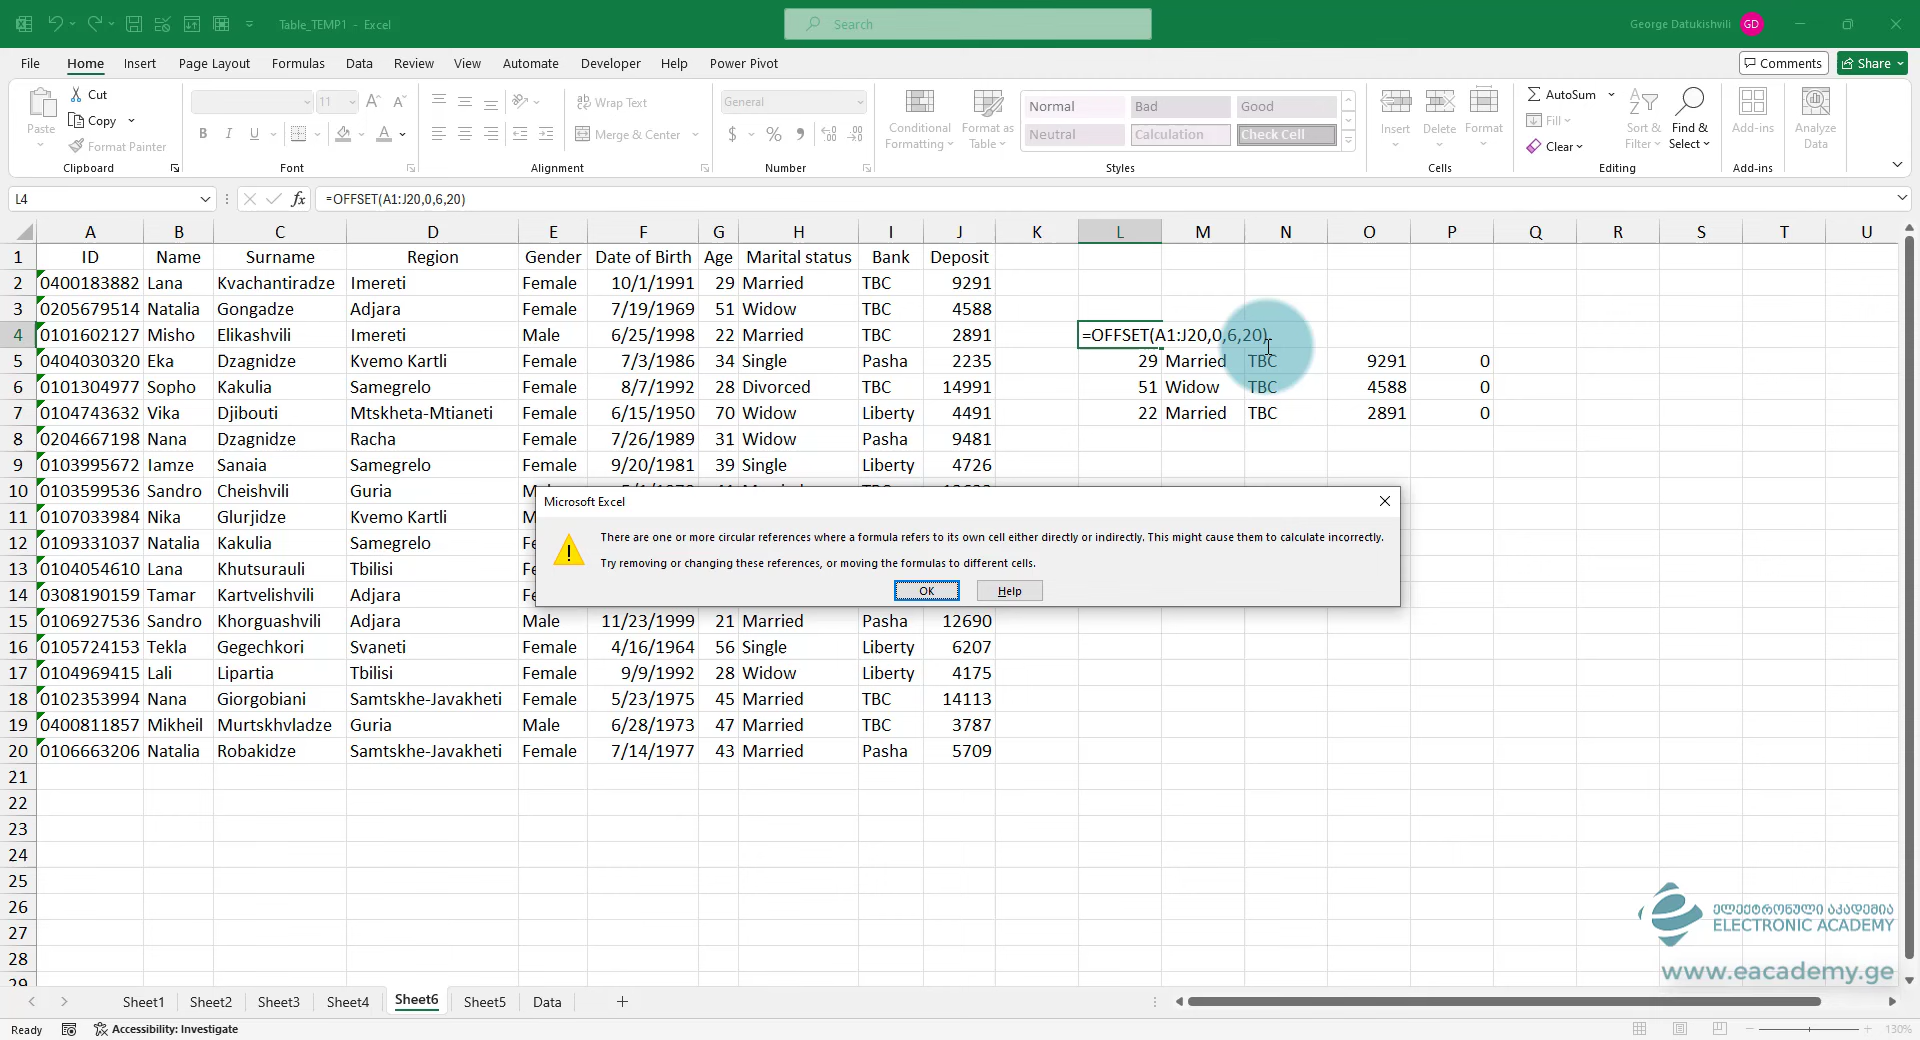 Table_TEMP1 - Excel
Search
George Datukishvili GD
File Home Insert Page Layout Formulas Data Review View Automate Developer Help Power Pivot
Comments Share
Paste Cut Copy Format Painter Clipboard
11 B I U A Font
Wrap Text Merge & Center Alignment
General $ % Number
Conditional Formatting Format as Table Normal Bad Good Neutral Calculation Check Cell Styles
Insert Delete Format Cells
AutoSum Fill Clear Sort & Filter Find & Select Editing
Add-ins Add-ins
Analyze Data
L4 fx =OFFSET(A1:J20,0,6,20)
A B C D E F G H I J K L M N O P Q R S T U
1 ID Name Surname Region Gender Date of Birth Age Marital status Bank Deposit
2 0400183882 Lana Kvachantiradze Imereti Female 10/1/1991 29 Married TBC 9291
3 0205679514 Natalia Gongadze Adjara Female 7/19/1969 51 Widow TBC 4588
4 0101602127 Misho Elikashvili Imereti Male 6/25/1998 22 Married TBC 2891 =OFFSET(A1:J20,0,6,20)
5 0404030320 Eka Dzagnidze Kvemo Kartli Female 7/3/1986 34 Single Pasha 2235 29 Married TBC 9291 0
6 0101304977 Sopho Kakulia Samegrelo Female 8/7/1992 28 Divorced TBC 14991 51 Widow TBC 4588 0
7 0104743632 Vika Djibouti Mtskheta-Mtianeti Female 6/15/1950 70 Widow Liberty 4491 22 Married TBC 2891 0
8 0204667198 Nana Dzagnidze Racha Female 7/26/1989 31 Widow Pasha 9481
9 0103995672 Iamze Sanaia Samegrelo Female 9/20/1981 39 Single Liberty 4726
10 0103599536 Sandro Cheishvili Guria
11 0107033984 Nika Glurjidze Kvemo Kartli
12 0109331037 Natalia Kakulia Samegrelo
13 0104054610 Lana Khutsurauli Tbilisi
14 0308190159 Tamar Kartvelishvili Adjara
Microsoft Excel
There are one or more circular references where a formula refers to its own cell either directly or indirectly. This might cause them to calculate incorrectly.
Try removing or changing these references, or moving the formulas to different cells.
OK Help
15 0106927536 Sandro Khorguashvili Adjara Male 11/23/1999 21 Married Pasha 12690
16 0105724153 Tekla Gegechkori Svaneti Female 4/16/1964 56 Single Liberty 6207
17 0104969415 Lali Lipartia Tbilisi Female 9/9/1992 28 Widow Liberty 4175
18 0102353994 Nana Giorgobiani Samtskhe-Javakheti Female 5/23/1975 45 Married TBC 14113
19 0400811857 Mikheil Murtskhvladze Guria Male 6/28/1973 47 Married TBC 3787
20 0106663206 Natalia Robakidze Samtskhe-Javakheti Female 7/14/1977 43 Married Pasha 5709
21
22
23
24
25
26
27
28
29
ელექტრონული აკადემია
ELECTRONIC ACADEMY
www.eacademy.ge
Sheet1 Sheet2 Sheet3 Sheet4 Sheet6 Sheet5 Data
Ready Accessibility: Investigate 130%